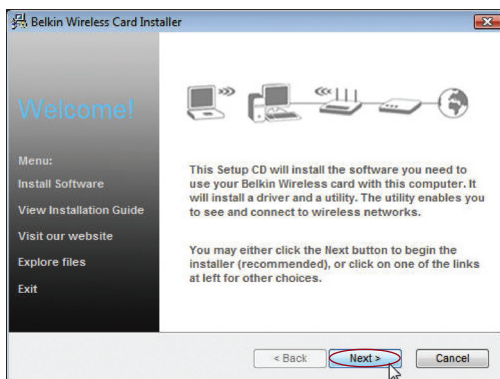 Belkin Wireless Card Installer
Welcome!
Menu:
Install Software
View Installation Guide
Visit our website
Explore files
Exit
This Setup CD will install the software you need to
use your Belkin Wireless card with this computer. It
will install a driver and a utility. The utility enables you
to see and connect to wireless networks.
You may either click the Next button to begin the
installer (recommended), or click on one of the links
at left for other choices.
< Back Next > Cancel